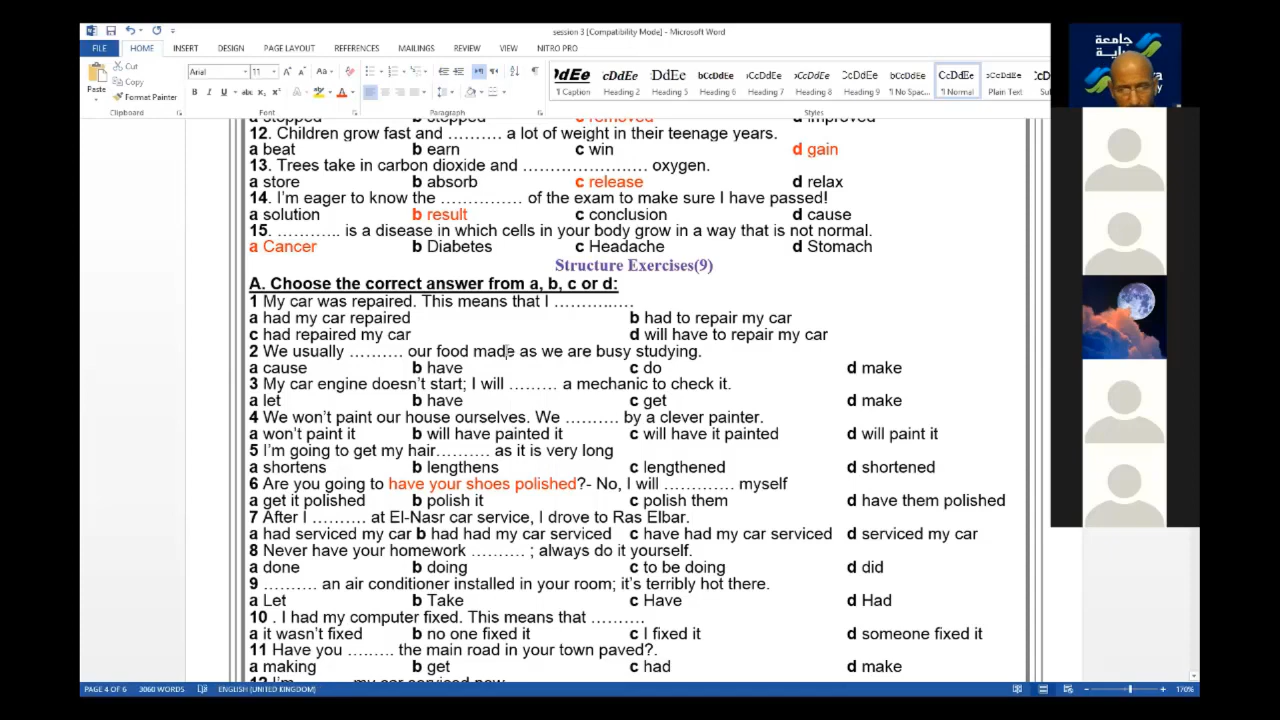 session 3 [Compatibility Mode] - Microsoft Word
FILE HOME INSERT DESIGN PAGE LAYOUT REFERENCES MAILINGS REVIEW VIEW NITRO PRO
Cut
Copy
Format Painter
Paste
Arial 11
Clipboard Font Paragraph Styles
¶ Caption Heading 2 Heading 5 Heading 6 Heading 7 Heading 8 Heading 9 ¶ No Spac... ¶ Normal Plain Text
جامعة
a stopped b stopped c removed d improved
12. Children grow fast and ………. a lot of weight in their teenage years.
a beat b earn c win d gain
13. Trees take in carbon dioxide and …………………. oxygen.
a store b absorb c release d relax
14. I’m eager to know the …………… of the exam to make sure I have passed!
a solution b result c conclusion d cause
15. ……….. is a disease in which cells in your body grow in a way that is not normal.
a Cancer b Diabetes c Headache d Stomach
Structure Exercises(9)
A. Choose the correct answer from a, b, c or d:
1 My car was repaired. This means that I ………..….
a had my car repaired b had to repair my car
c had repaired my car d will have to repair my car
2 We usually ………. our food made as we are busy studying.
a cause b have c do d make
3 My car engine doesn’t start; I will ……… a mechanic to check it.
a let b have c get d make
4 We won’t paint our house ourselves. We ………. by a clever painter.
a won’t paint it b will have painted it c will have it painted d will paint it
5 I’m going to get my hair………. as it is very long
a shortens b lengthens c lengthened d shortened
6 Are you going to have your shoes polished?- No, I will …………. myself
a get it polished b polish it c polish them d have them polished
7 After I ………. at El-Nasr car service, I drove to Ras Elbar.
a had serviced my car b had had my car serviced c have had my car serviced d serviced my car
8 Never have your homework ………. ; always do it yourself.
a done b doing c to be doing d did
9 ………. an air conditioner installed in your room; it’s terribly hot there.
a Let b Take c Have d Had
10 . I had my computer fixed. This means that ……….
a it wasn’t fixed b no one fixed it c I fixed it d someone fixed it
11 Have you …….. the main road in your town paved?.
a making b get c had d make
PAGE 4 OF 6 3060 WORDS ENGLISH (UNITED KINGDOM) 170%